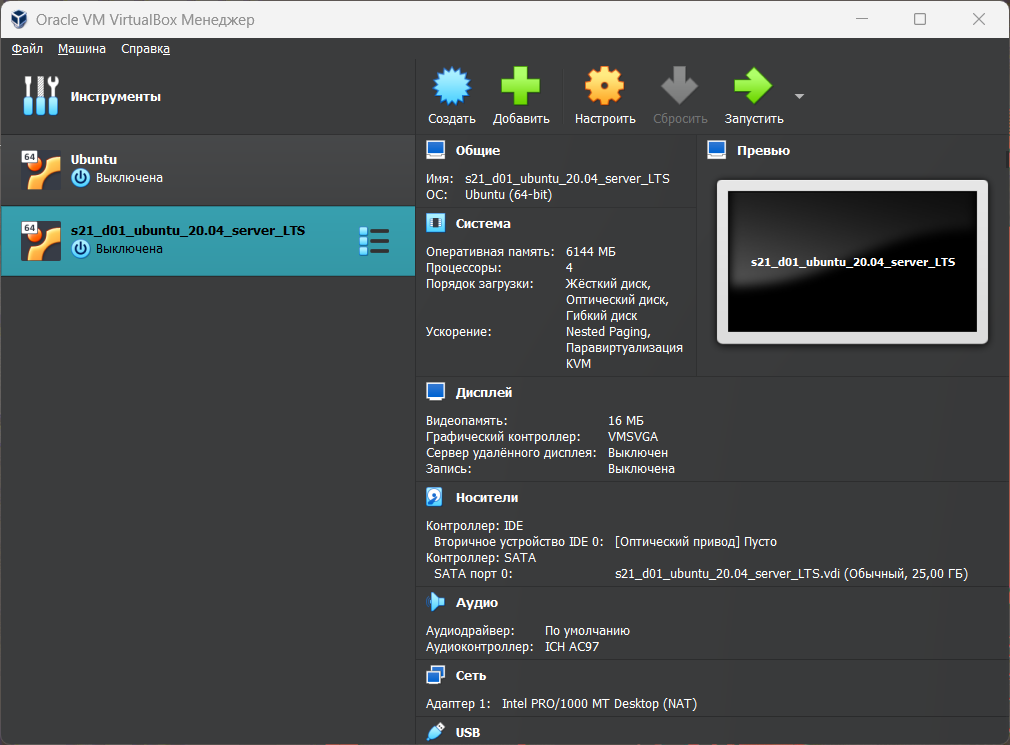 Oracle VM VirtualBox Менеджер
Файл Машина Справка
Инструменты
Создать Добавить Настроить Сбросить Запустить
64
Ubuntu
Выключена
64
s21_d01_ubuntu_20.04_server_LTS
Выключена
Общие
Имя: s21_d01_ubuntu_20.04_server_LTS
ОС: Ubuntu (64-bit)
Превью
s21_d01_ubuntu_20.04_server_LTS
Система
Оперативная память: 6144 МБ
Процессоры: 4
Порядок загрузки: Жёсткий диск,
Оптический диск,
Гибкий диск
Ускорение: Nested Paging,
Паравиртуализация
KVM
Дисплей
Видеопамять: 16 МБ
Графический контроллер: VMSVGA
Сервер удалённого дисплея: Выключен
Запись: Выключена
Носители
Контроллер: IDE
Вторичное устройство IDE 0: [Оптический привод] Пусто
Контроллер: SATA
SATA порт 0: s21_d01_ubuntu_20.04_server_LTS.vdi (Обычный, 25,00 ГБ)
Аудио
Аудиодрайвер: По умолчанию
Аудиоконтроллер: ICH AC97
Сеть
Адаптер 1: Intel PRO/1000 MT Desktop (NAT)
USB